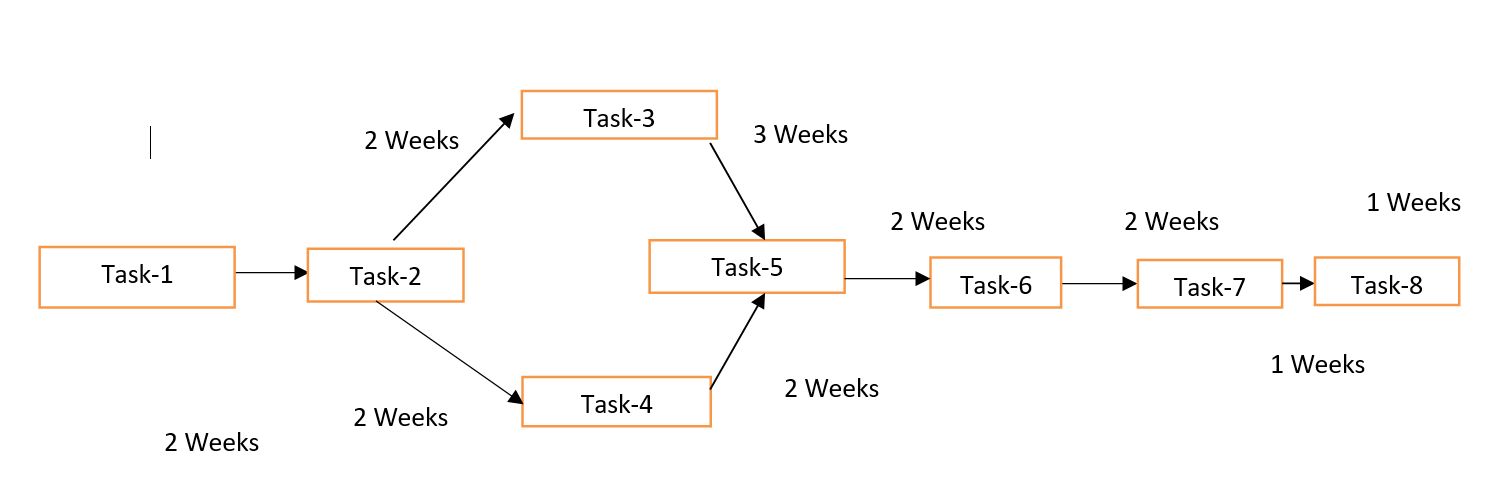 Task-3
2 Weeks
3 Weeks
1 Weeks
2 Weeks
2 Weeks
Task-1
Task-2
Task-5
Task-6
Task-7
Task-8
1 Weeks
2 Weeks
Task-4
2 Weeks
2 Weeks